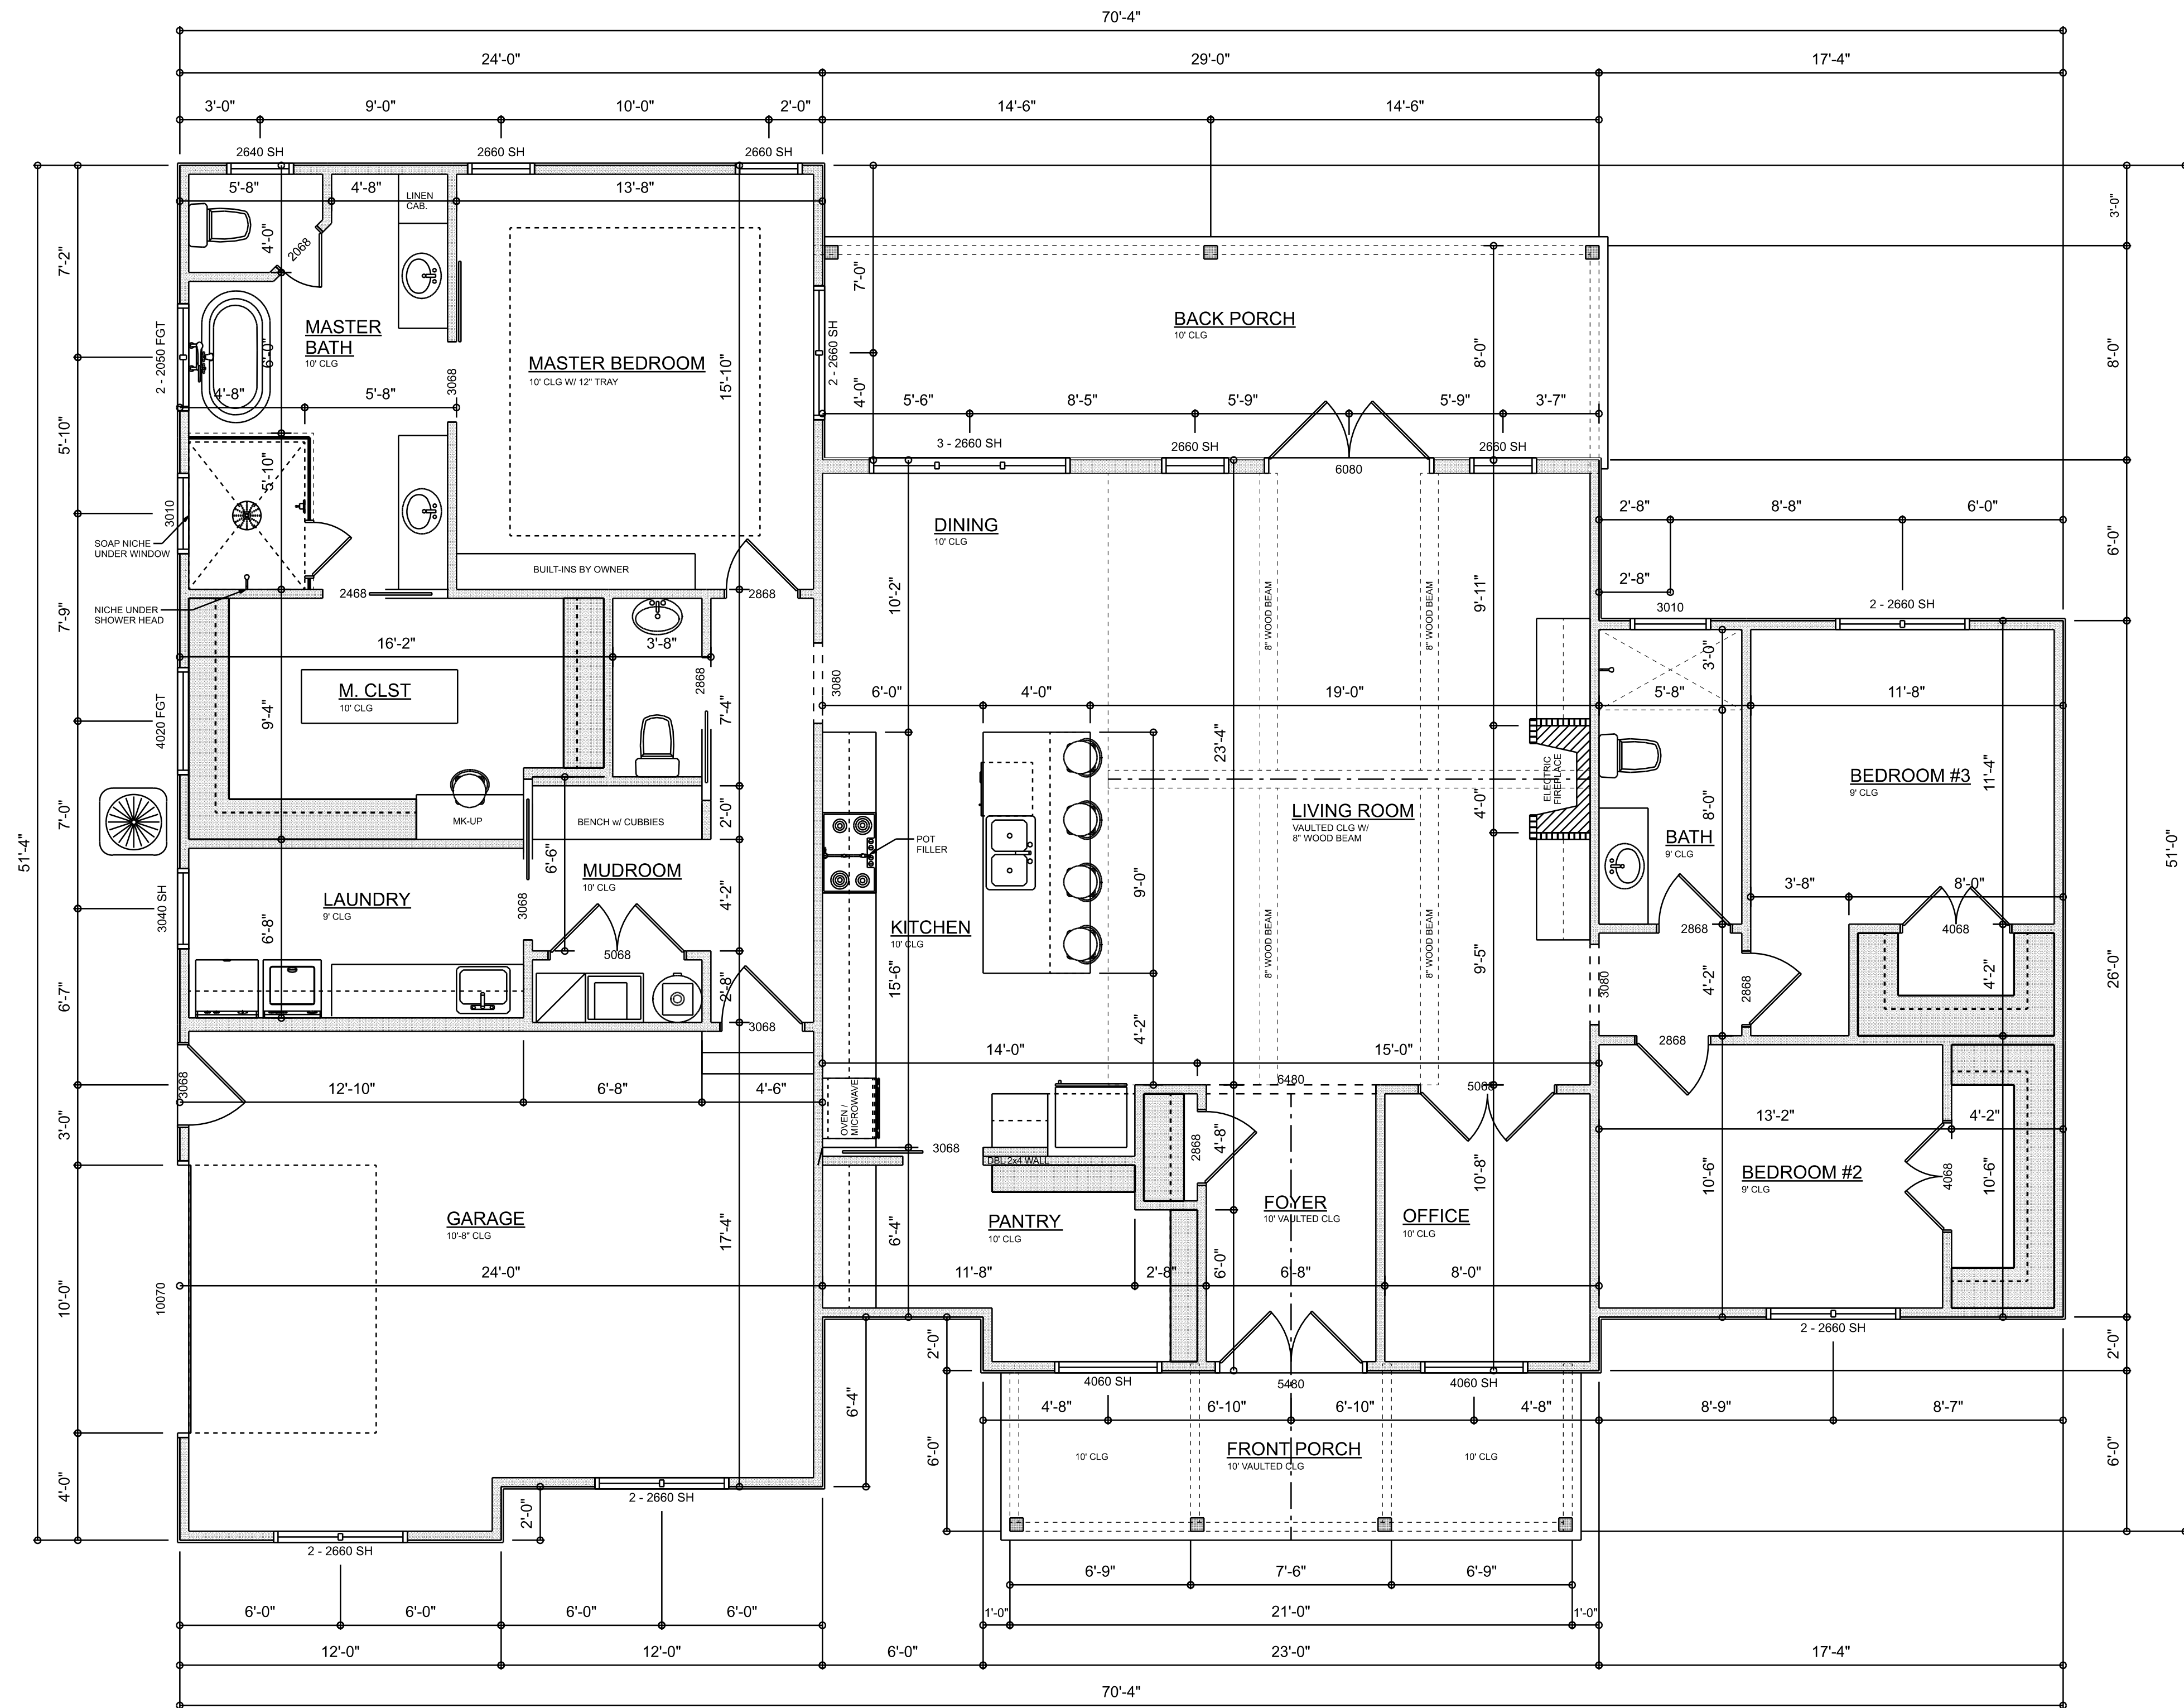 70'-4"
24'-0" 29'-0" 17'-4"
3'-0" 9'-0" 10'-0" 2'-0" 14'-6" 14'-6"
2640 SH 2660 SH 2660 SH
5'-8" 4'-8" 13'-8"
LINEN
CAB.
3'-0"
4'-0"
2068
7'-2"
7'-0"
MASTER
BATH
10' CLG
6'-0"
2 - 2050 FGT
MASTER BEDROOM
10' CLG W/ 12" TRAY
15'-10"
2 - 2660 SH
BACK PORCH
10' CLG
8'-0"
8'-0"
4'-8" 5'-8"
3068
4'-0"
5'-6" 8'-5" 5'-9" 5'-9" 3'-7"
3 - 2660 SH 2660 SH 2660 SH
6080
5'-10"
5'-10"
3010
SOAP NICHE
UNDER WINDOW
DINING
10' CLG
2'-8" 8'-8" 6'-0"
6'-0"
BUILT-INS BY OWNER
2'-8"
NICHE UNDER
SHOWER HEAD
2468
2868
10'-2"
8" WOOD BEAM
8" WOOD BEAM
9'-11"
3010
2 - 2660 SH
7'-9"
16'-2" 3'-8"
2868
3'-0"
M. CLST
10' CLG
3080
6'-0" 4'-0" 19'-0" 5'-8" 11'-8"
4020 FGT
9'-4"
7'-4"
23'-4"
ELECTRIC
FIREPLACE
BEDROOM #3
9' CLG
11'-4"
7'-0"
MK-UP
BENCH w/ CUBBIES
2'-0"
POT
FILLER
LIVING ROOM
VAULTED CLG W/
8" WOOD BEAM
4'-0"
8'-0"
BATH
9' CLG
51'-4"
51'-0"
6'-6"
MUDROOM
10' CLG
9'-0"
3'-8" 8'-0"
3040 SH
LAUNDRY
9' CLG
3068
4'-2"
6'-8"
KITCHEN
10' CLG
8" WOOD BEAM
8" WOOD BEAM
9'-5"
2868
4068
26'-0"
5068
15'-6"
3080
4'-2"
2868
4'-2"
6'-7"
2'-8"
3068
4'-2"
2868
14'-0" 15'-0"
3068
12'-10" 6'-8" 4'-6"
OVEN /
MICROWAVE
6480
5068
3'-0"
3068
DBL 2x4 WALL
2868
4'-8"
10'-8"
13'-2" 4'-2"
10'-6"
BEDROOM #2
9' CLG
4068
10'-6"
GARAGE
10'-8" CLG
17'-4"
6'-4"
PANTRY
10' CLG
FOYER
10' VAULTED CLG
OFFICE
10' CLG
10'-0"
10070
24'-0" 11'-8" 2'-8" 6'-0" 6'-8" 8'-0"
2 - 2660 SH
2'-0"
2'-0"
4060 SH 5480 4060 SH
6'-4"
4'-8" 6'-10" 6'-10" 4'-8" 8'-9" 8'-7"
6'-0"
10' CLG
FRONT PORCH
10' VAULTED CLG
10' CLG
6'-0"
4'-0"
2'-0"
2 - 2660 SH
2 - 2660 SH
6'-9" 7'-6" 6'-9"
6'-0" 6'-0" 6'-0" 6'-0" 1'-0" 21'-0" 1'-0"
12'-0" 12'-0" 6'-0" 23'-0" 17'-4"
70'-4"